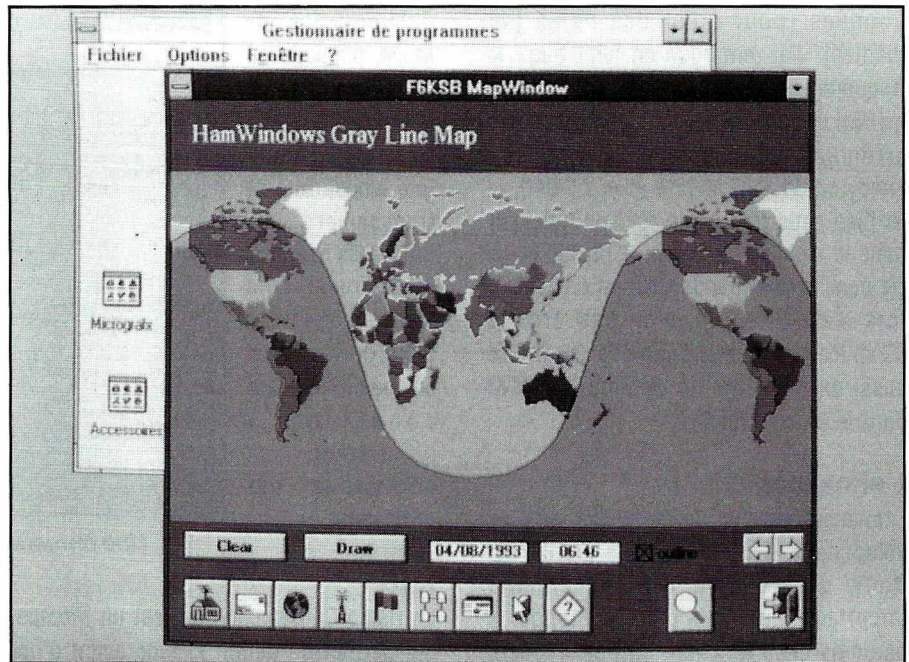 Gestionnaire de programmes
Fichier Options Fenêtre ?
F6KSB MapWindow
HamWindows Gray Line Map
Micrografx
Accessoires
Clear Draw 04/08/1993 06:46 outline
?